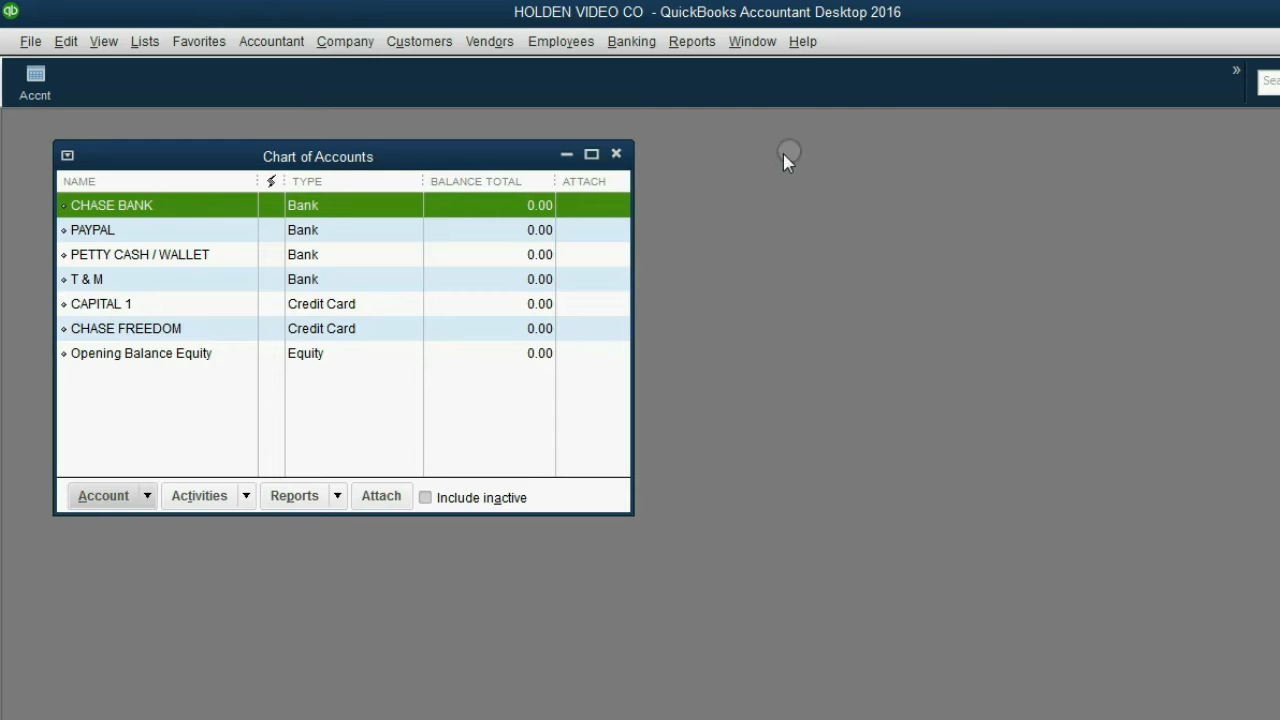 qb HOLDEN VIDEO CO - QuickBooks Accountant Desktop 2016
File Edit View Lists Favorites Accountant Company Customers Vendors Employees Banking Reports Window Help
Accnt » Sea
Chart of Accounts
NAME TYPE BALANCE TOTAL ATTACH
CHASE BANK Bank 0.00
PAYPAL Bank 0.00
PETTY CASH / WALLET Bank 0.00
T & M Bank 0.00
CAPITAL 1 Credit Card 0.00
CHASE FREEDOM Credit Card 0.00
Opening Balance Equity Equity 0.00
Account Activities Reports Attach Include inactive